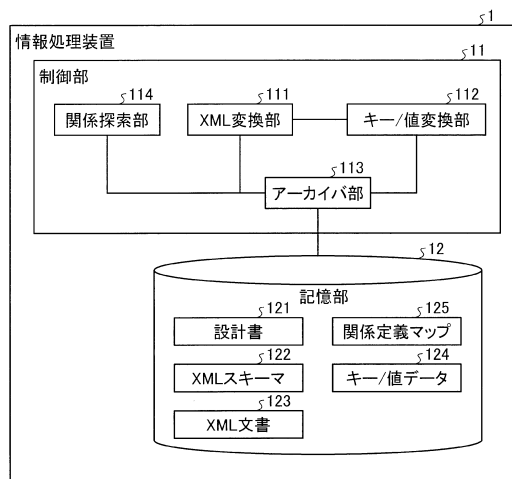 1
情報処理装置
11
制御部
114
関係探索部
111
XML変換部
112
キー/値変換部
113
アーカイバ部
12
記憶部
121
設計書
125
関係定義マップ
122
XMLスキーマ
124
キー/値データ
123
XML文書